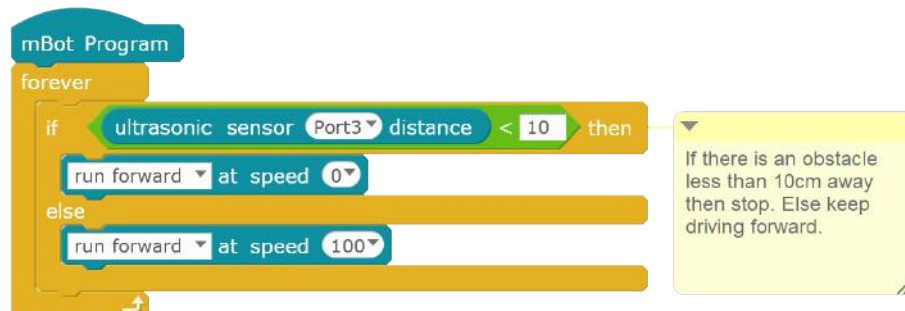 mBot Program
forever
if ultrasonic sensor Port3 distance < 10 then
run forward at speed 0
else
run forward at speed 100
If there is an obstacle
less than 10cm away
then stop. Else keep
driving forward.